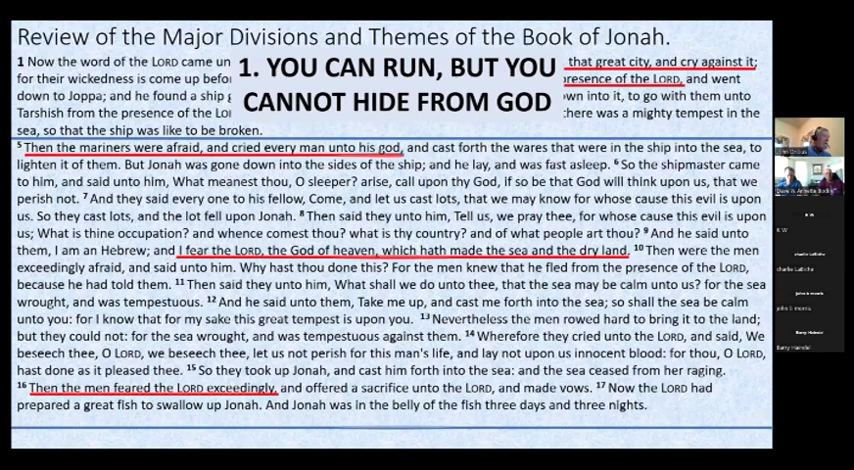 Review of the Major Divisions and Themes of the Book of Jonah.
1 Now the word of the LORD came un
that great city, and cry against it;
1. YOU CAN RUN, BUT YOU
for their wickedness is come up befor
presence of the LORD, and went
down to Joppa; and he found a ship
CANNOT HIDE FROM GOD
own into it, to go with them unto
Tarshish from the presence of the Lo
there was a mighty tempest in the
sea, so that the ship was like to be broken.
5 Then the mariners were afraid, and cried every man unto his god, and cast forth the wares that were in the ship into the sea, to
lighten it of them. But Jonah was gone down into the sides of the ship; and he lay, and was fast asleep. 6 So the shipmaster came
to him, and said unto him, What meanest thou, O sleeper? arise, call upon thy God, if so be that God will think upon us, that we
perish not. 7 And they said every one to his fellow, Come, and let us cast lots, that we may know for whose cause this evil is upon
us. So they cast lots, and the lot fell upon Jonah. 8 Then said they unto him, Tell us, we pray thee, for whose cause this evil is upon
us; What is thine occupation? and whence comest thou? what is thy country? and of what people art thou? 9 And he said unto
them, I am an Hebrew; and I fear the LORD, the God of heaven, which hath made the sea and the dry land. 10 Then were the men
exceedingly afraid, and said unto him. Why hast thou done this? For the men knew that he fled from the presence of the LORD,
because he had told them. 11 Then said they unto him, What shall we do unto thee, that the sea may be calm unto us? for the sea
wrought, and was tempestuous. 12 And he said unto them, Take me up, and cast me forth into the sea; so shall the sea be calm
unto you: for I know that for my sake this great tempest is upon you. 13 Nevertheless the men rowed hard to bring it to the land;
but they could not: for the sea wrought, and was tempestuous against them. 14 Wherefore they cried unto the LORD, and said, We
beseech thee, O LORD, we beseech thee, let us not perish for this man's life, and lay not upon us innocent blood: for thou, O LORD,
hast done as it pleased thee. 15 So they took up Jonah, and cast him forth into the sea: and the sea ceased from her raging.
16 Then the men feared the LORD exceedingly, and offered a sacrifice unto the LORD, and made vows. 17 Now the LORD had
prepared a great fish to swallow up Jonah. And Jonah was in the belly of the fish three days and three nights.
K W
K W
charlie LaBiche
charlie LaBiche
john k morris
john k morris
Barry Haindel
Barry Haindel